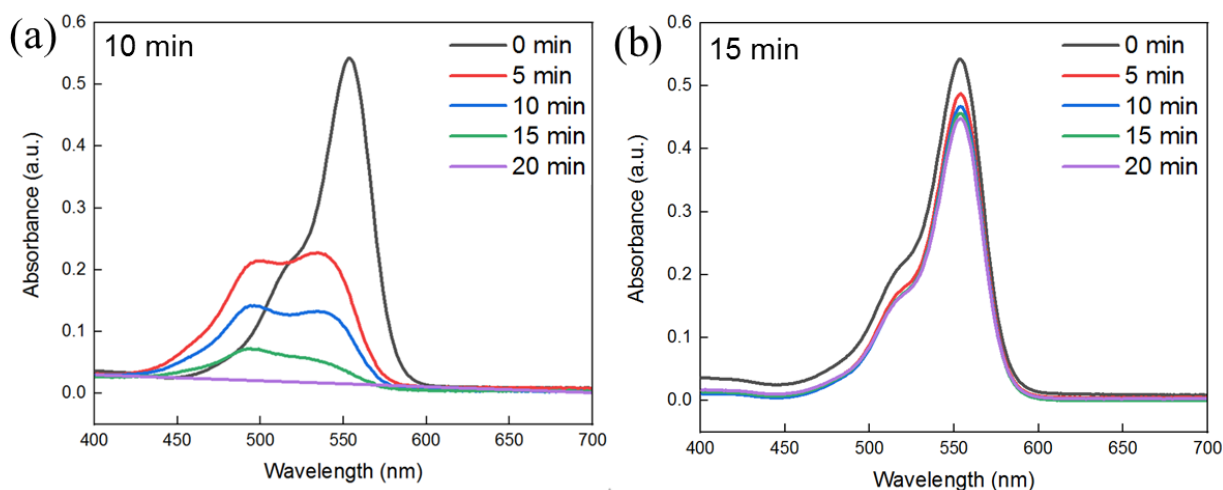 (a)
10 min
0 min
5 min
10 min
15 min
20 min
Absorbance (a.u.)
0.6
0.5
0.4
0.3
0.2
0.1
0.0
400 450 500 550 600 650 700
Wavelength (nm)
(b)
15 min
0 min
5 min
10 min
15 min
20 min
Absorbance (a.u.)
0.6
0.5
0.4
0.3
0.2
0.1
0.0
400 450 500 550 600 650 700
Wavelength (nm)